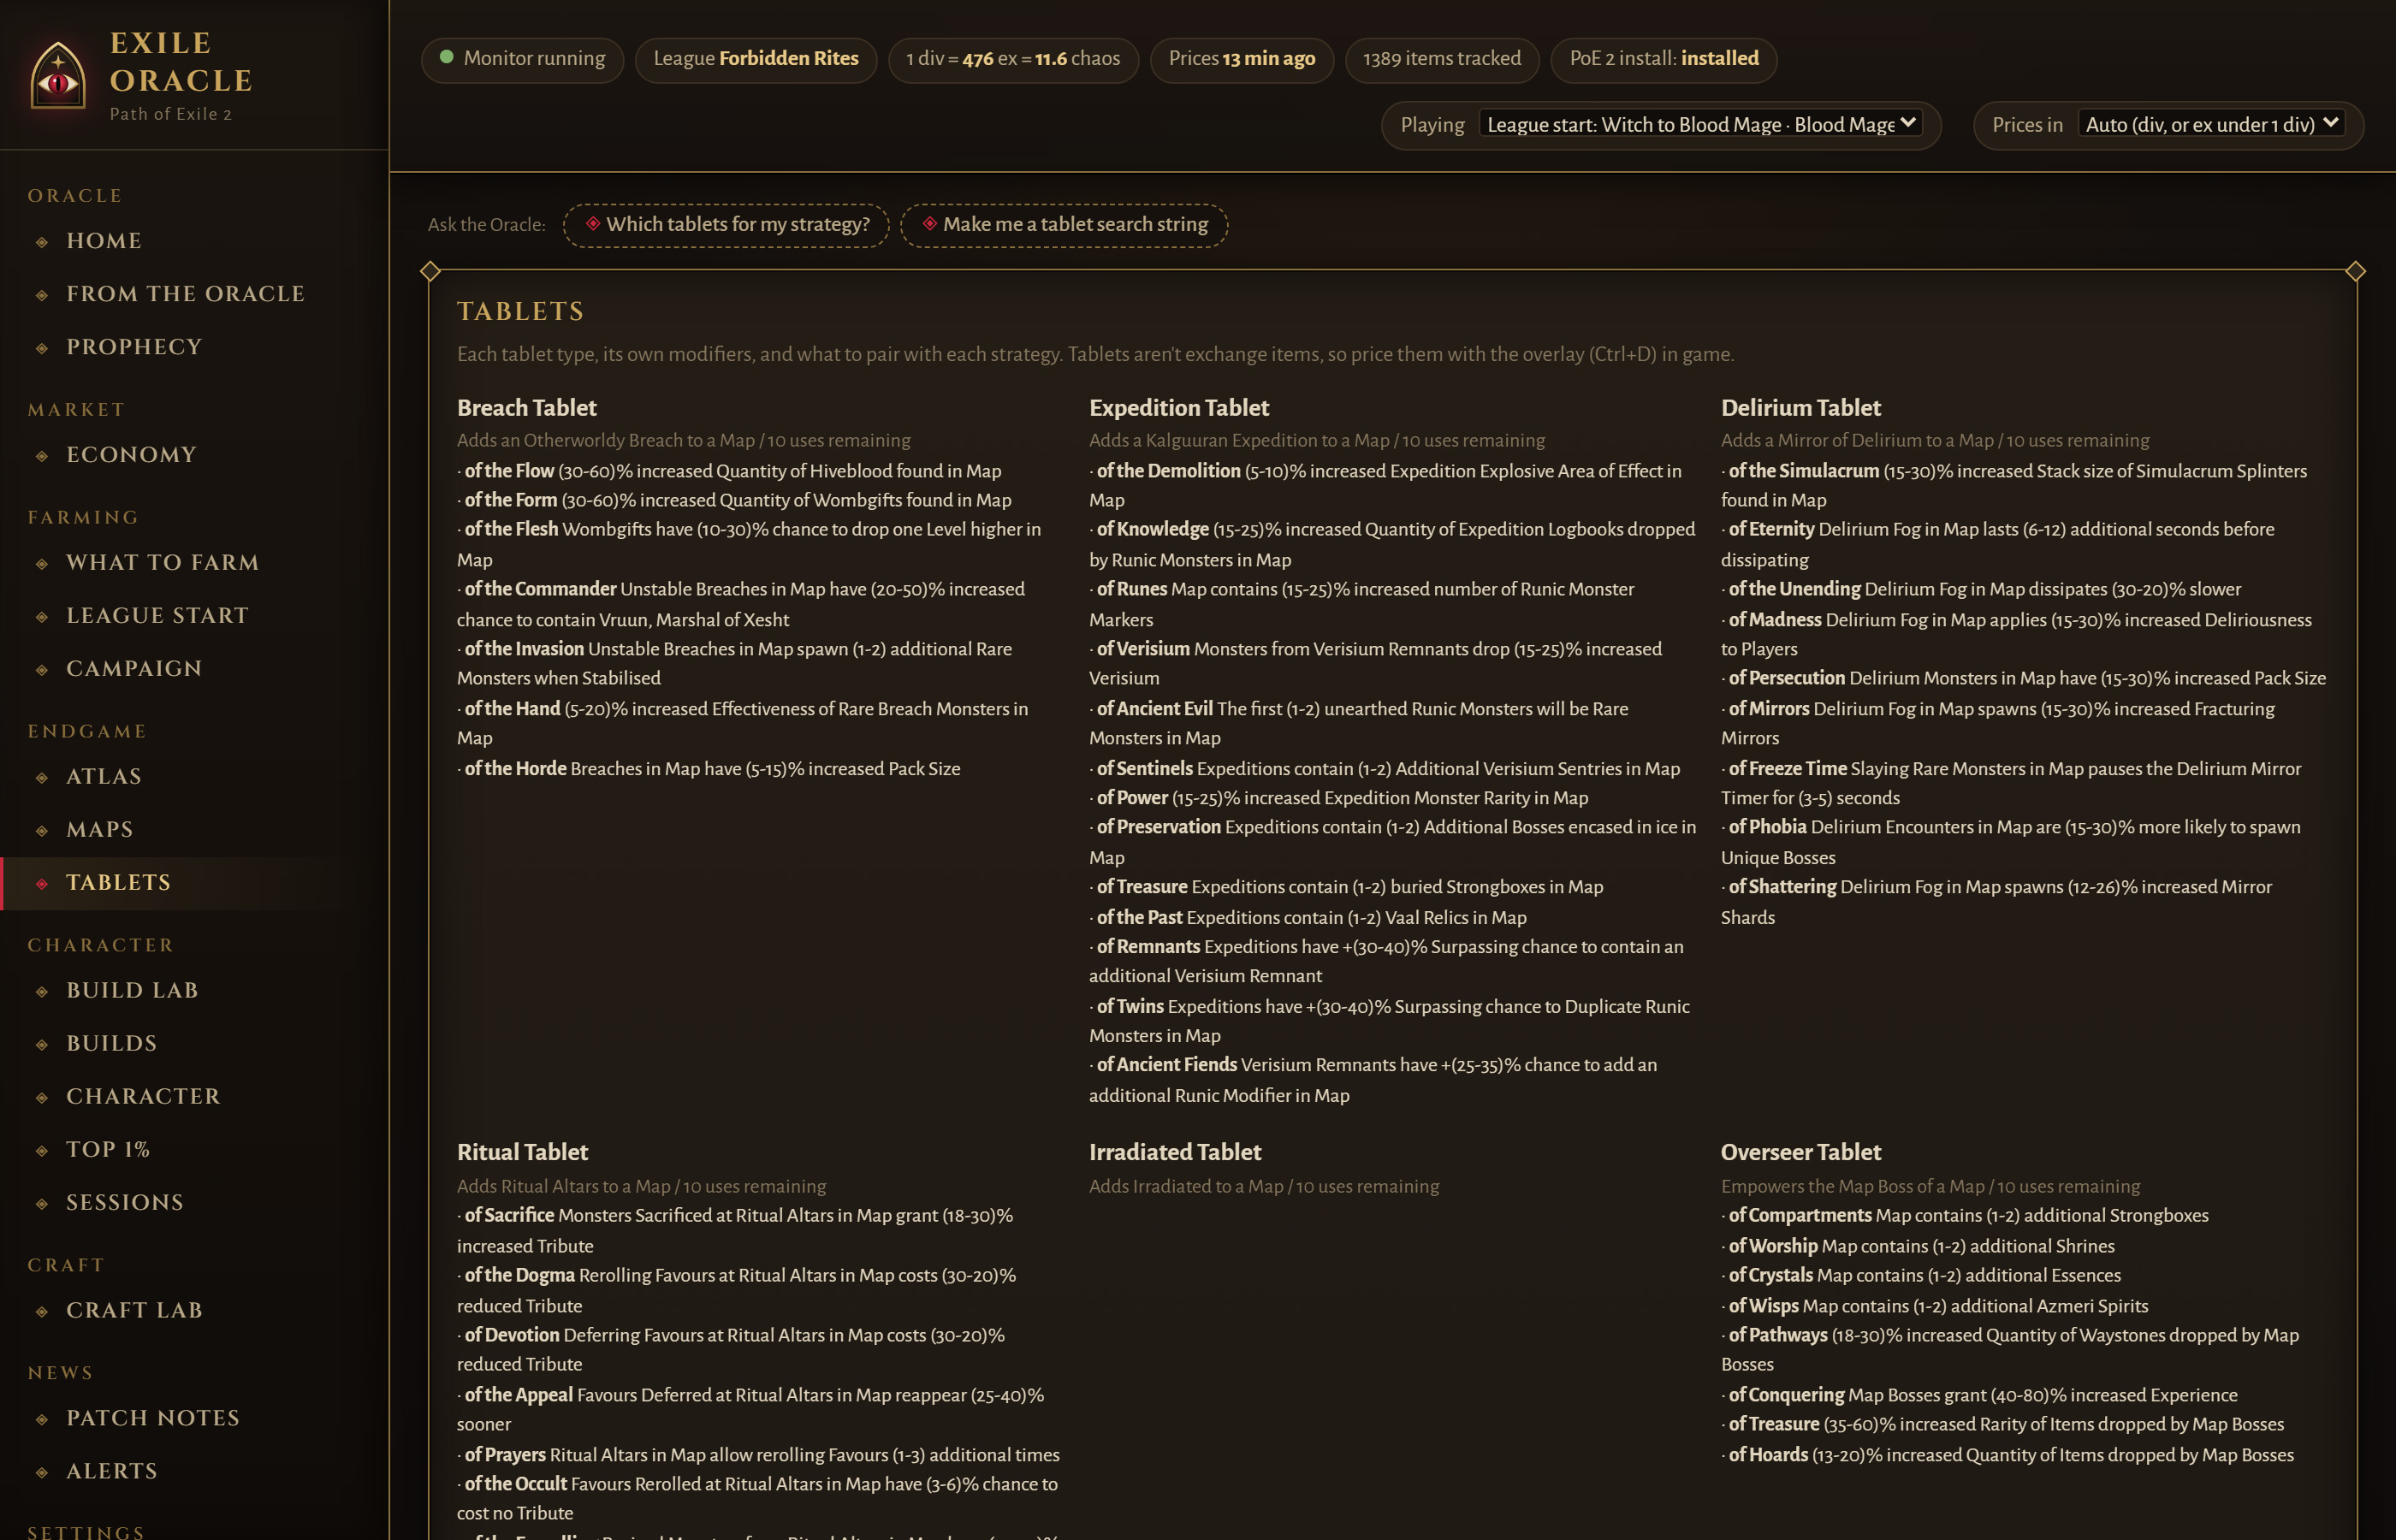 EXILE
ORACLE
Path of Exile 2
ORACLE
HOME
FROM THE ORACLE
PROPHECY
MARKET
ECONOMY
FARMING
WHAT TO FARM
LEAGUE START
CAMPAIGN
ENDGAME
ATLAS
MAPS
TABLETS
CHARACTER
BUILD LAB
BUILDS
CHARACTER
TOP 1%
SESSIONS
CRAFT
CRAFT LAB
NEWS
PATCH NOTES
ALERTS
SETTINGS
Monitor running
League Forbidden Rites
1 div = 476 ex = 11.6 chaos
Prices 13 min ago
1389 items tracked
PoE 2 install: installed
Playing League start: Witch to Blood Mage · Blood Mage
Prices in Auto (div, or ex under 1 div)
Ask the Oracle:
Which tablets for my strategy?
Make me a tablet search string
TABLETS
Each tablet type, its own modifiers, and what to pair with each strategy. Tablets aren't exchange items, so price them with the overlay (Ctrl+D) in game.
Breach Tablet
Adds an Otherworldy Breach to a Map / 10 uses remaining
· of the Flow (30-60)% increased Quantity of Hiveblood found in Map
· of the Form (30-60)% increased Quantity of Wombgifts found in Map
· of the Flesh Wombgifts have (10-30)% chance to drop one Level higher in
Map
· of the Commander Unstable Breaches in Map have (20-50)% increased
chance to contain Vruun, Marshal of Xesht
· of the Invasion Unstable Breaches in Map spawn (1-2) additional Rare
Monsters when Stabilised
· of the Hand (5-20)% increased Effectiveness of Rare Breach Monsters in
Map
· of the Horde Breaches in Map have (5-15)% increased Pack Size
Expedition Tablet
Adds a Kalguuran Expedition to a Map / 10 uses remaining
· of the Demolition (5-10)% increased Expedition Explosive Area of Effect in
Map
· of Knowledge (15-25)% increased Quantity of Expedition Logbooks dropped
by Runic Monsters in Map
· of Runes Map contains (15-25)% increased number of Runic Monster
Markers
· of Verisium Monsters from Verisium Remnants drop (15-25)% increased
Verisium
· of Ancient Evil The first (1-2) unearthed Runic Monsters will be Rare
Monsters in Map
· of Sentinels Expeditions contain (1-2) Additional Verisium Sentries in Map
· of Power (15-25)% increased Expedition Monster Rarity in Map
· of Preservation Expeditions contain (1-2) Additional Bosses encased in ice in
Map
· of Treasure Expeditions contain (1-2) buried Strongboxes in Map
· of the Past Expeditions contain (1-2) Vaal Relics in Map
· of Remnants Expeditions have +(30-40)% Surpassing chance to contain an
additional Verisium Remnant
· of Twins Expeditions have +(30-40)% Surpassing chance to Duplicate Runic
Monsters in Map
· of Ancient Fiends Verisium Remnants have +(25-35)% chance to add an
additional Runic Modifier in Map
Delirium Tablet
Adds a Mirror of Delirium to a Map / 10 uses remaining
· of the Simulacrum (15-30)% increased Stack size of Simulacrum Splinters
found in Map
· of Eternity Delirium Fog in Map lasts (6-12) additional seconds before
dissipating
· of the Unending Delirium Fog in Map dissipates (30-20)% slower
· of Madness Delirium Fog in Map applies (15-30)% increased Deliriousness
to Players
· of Persecution Delirium Monsters in Map have (15-30)% increased Pack Size
· of Mirrors Delirium Fog in Map spawns (15-30)% increased Fracturing
Mirrors
· of Freeze Time Slaying Rare Monsters in Map pauses the Delirium Mirror
Timer for (3-5) seconds
· of Phobia Delirium Encounters in Map are (15-30)% more likely to spawn
Unique Bosses
· of Shattering Delirium Fog in Map spawns (12-26)% increased Mirror
Shards
Ritual Tablet
Adds Ritual Altars to a Map / 10 uses remaining
· of Sacrifice Monsters Sacrificed at Ritual Altars in Map grant (18-30)%
increased Tribute
· of the Dogma Rerolling Favours at Ritual Altars in Map costs (30-20)%
reduced Tribute
· of Devotion Deferring Favours at Ritual Altars in Map costs (30-20)%
reduced Tribute
· of the Appeal Favours Deferred at Ritual Altars in Map reappear (25-40)%
sooner
· of Prayers Ritual Altars in Map allow rerolling Favours (1-3) additional times
· of the Occult Favours Rerolled at Ritual Altars in Map have (3-6)% chance to
cost no Tribute
Irradiated Tablet
Adds Irradiated to a Map / 10 uses remaining
Overseer Tablet
Empowers the Map Boss of a Map / 10 uses remaining
· of Compartments Map contains (1-2) additional Strongboxes
· of Worship Map contains (1-2) additional Shrines
· of Crystals Map contains (1-2) additional Essences
· of Wisps Map contains (1-2) additional Azmeri Spirits
· of Pathways (18-30)% increased Quantity of Waystones dropped by Map
Bosses
· of Conquering Map Bosses grant (40-80)% increased Experience
· of Treasure (35-60)% increased Rarity of Items dropped by Map Bosses
· of Hoards (13-20)% increased Quantity of Items dropped by Map Bosses